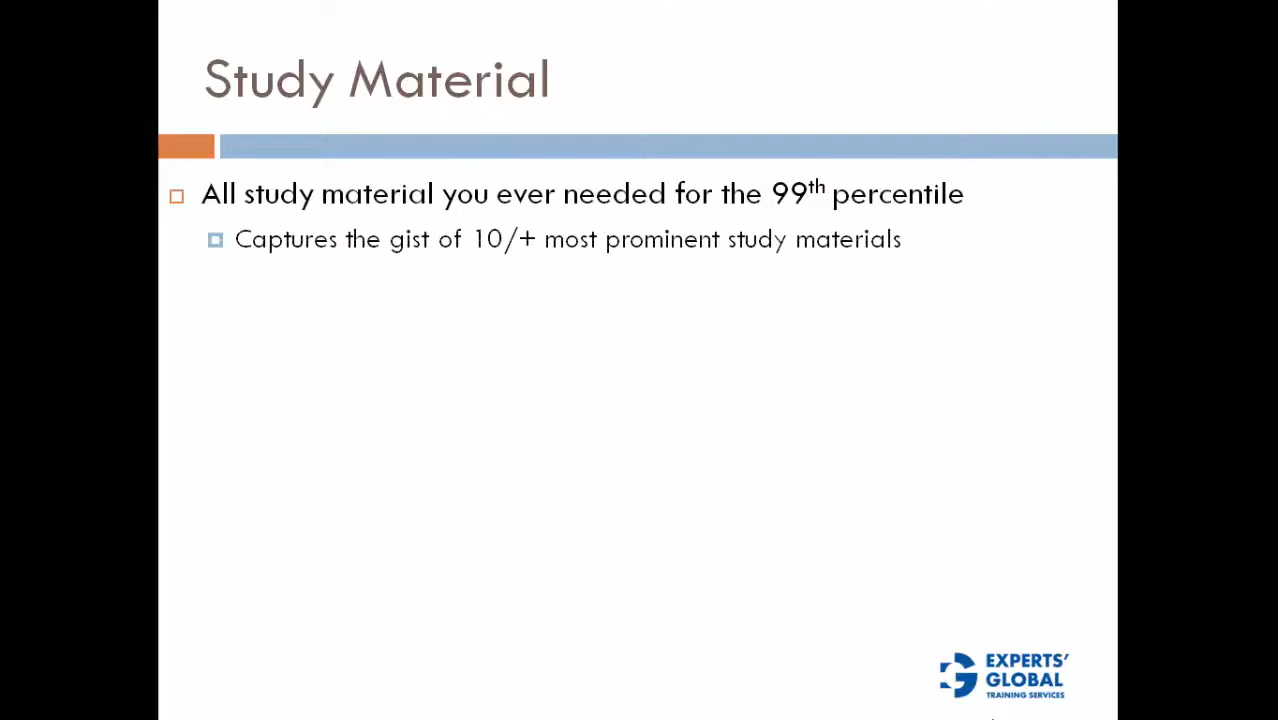 Study Material
All study material you ever needed for the 99th percentile
Captures the gist of 10/+ most prominent study materials
EXPERTS'
GLOBAL
TRAINING SERVICES